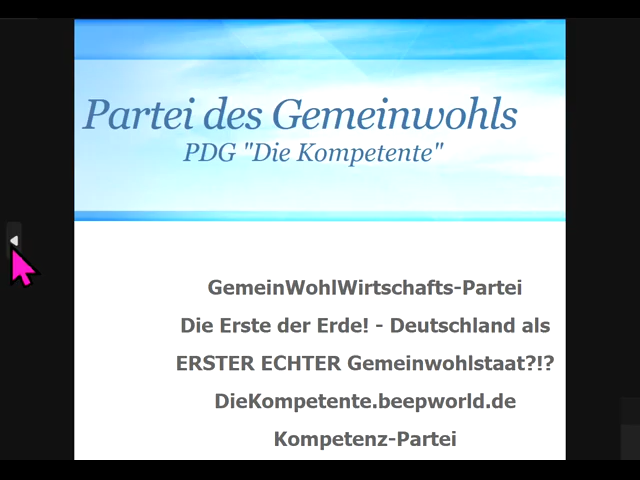 Partei des Gemeinwohls
PDG "Die Kompetente"
GemeinWohlWirtschafts-Partei
Die Erste der Erde! - Deutschland als
ERSTER ECHTER Gemeinwohlstaat?!?
DieKompetente.beepworld.de
Kompetenz-Partei